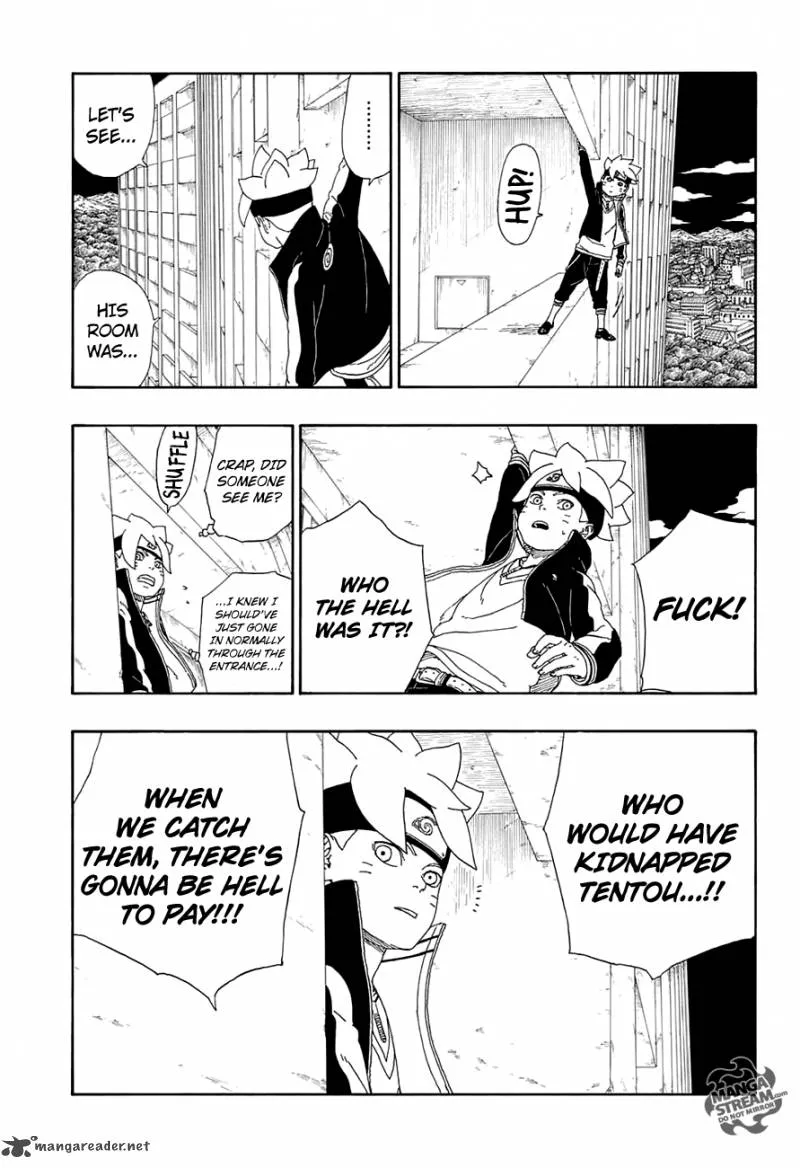 HUP!
.........
LET'S
SEE...
HIS
ROOM
WAS...
FUCK!
WHO
THE HELL
WAS IT?!
CRAP, DID
SOMEONE
SEE ME?
SHUFFLE
...I KNEW I
SHOULD'VE
JUST GONE
IN NORMALLY
THROUGH THE
ENTRANCE...!
WHO
WOULD HAVE
KIDNAPPED
TENTOU...!!
WHEN
WE CATCH
THEM, THERE'S
GONNA BE HELL
TO PAY!!!
MANGA
STREAM.com
DO NOT MIRROR
mangareader.net